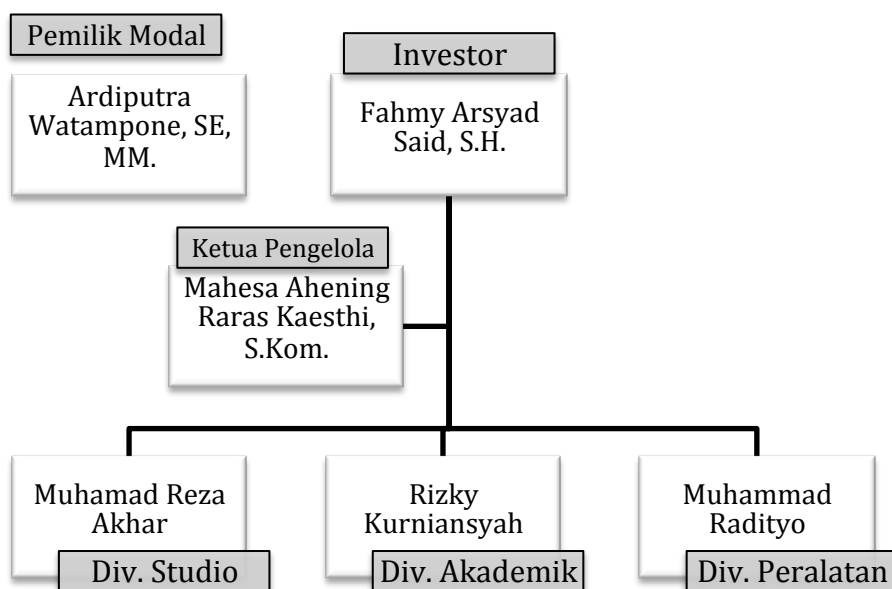 Pemilik Modal
Ardiputra
Watampone, SE,
MM.
Investor
Fahmy Arsyad
Said, S.H.
Ketua Pengelola
Mahesa Ahening
Raras Kaesthi,
S.Kom.
Muhamad Reza
Akhar
Div. Studio
Rizky
Kurniansyah
Div. Akademik
Muhammad
Radityo
Div. Peralatan